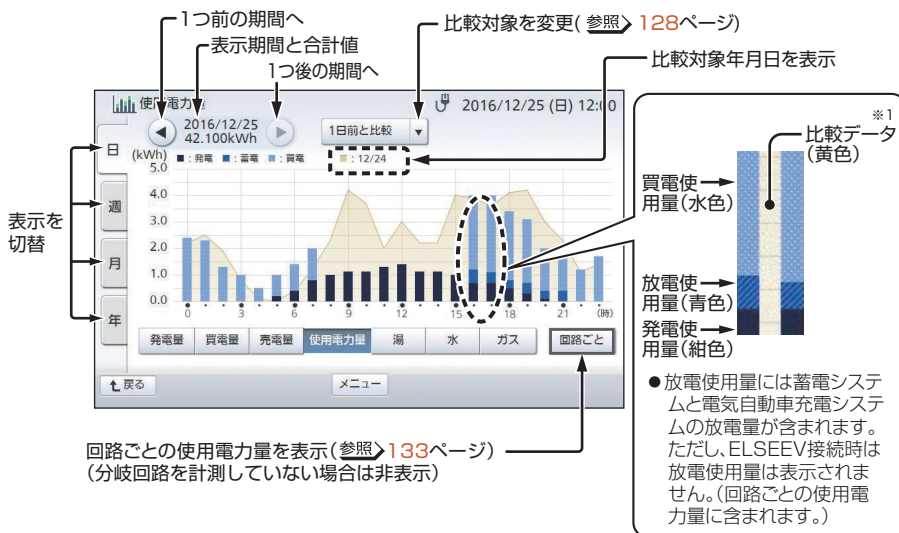 1つ前の期間へ
表示期間と合計値
1つ後の期間へ
比較対象を変更(参照 128ページ)
比較対象年月日を表示
使用電力量
2016/12/25 (日) 12:00
2016/12/25
42.100kWh
1日前と比較
日
週
月
年
表示を
切替
(kWh)
:発電 :蓄電 :買電 :12/24
5.0
4.0
3.0
2.0
1.0
0.0
0 3 6 9 12 15 18 21 (時)
発電量 買電量 売電量 使用電力量 湯 水 ガス 回路ごと
戻る
メニュー
回路ごとの使用電力量を表示(参照 133ページ)
(分岐回路を計測していない場合は非表示)
※1
比較データ
(黄色)
買電使
用量(水色)
放電使
用量(青色)
発電使
用量(紺色)
●放電使用量には蓄電システ
ムと電気自動車充電システ
ムの放電量が含まれます。
ただし、ELSEEV接続時は
放電使用量は表示されま
せん。(回路ごとの使用電
力量に含まれます。)